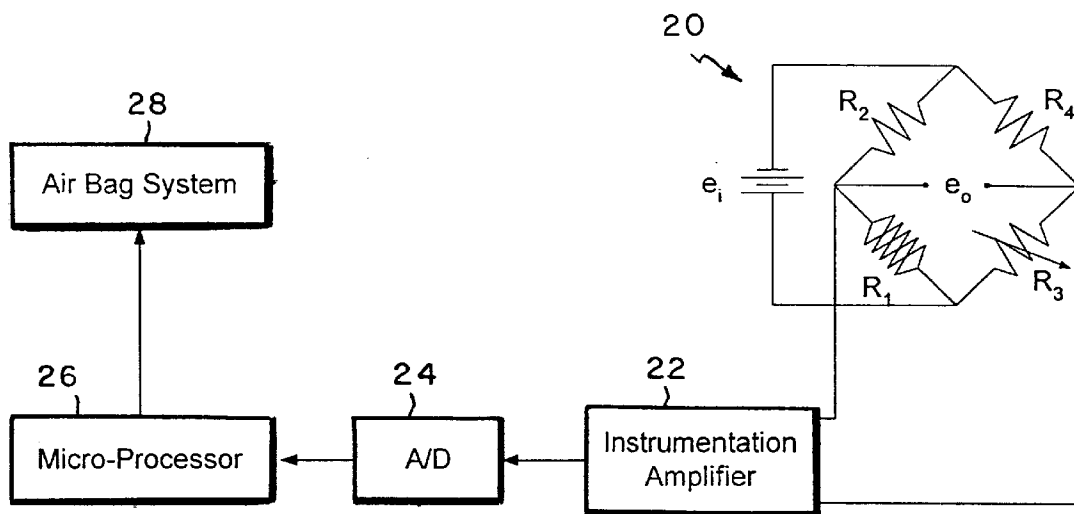 20
28
Air Bag System
R2
R4
ei
eo
R1
R3
26
Micro-Processor
24
A/D
22
Instrumentation
Amplifier